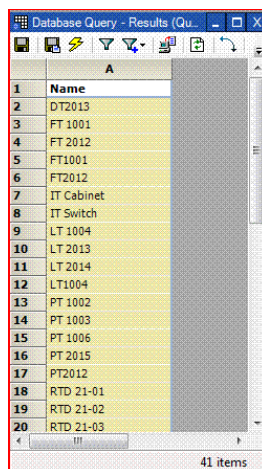 Database Query - Results (Qu...
A
1 Name
2 DT2013
3 FT 1001
4 FT 2012
5 FT1001
6 FT2012
7 IT Cabinet
8 IT Switch
9 LT 1004
10 LT 2013
11 LT 2014
12 LT1004
13 PT 1002
14 PT 1003
15 PT 1006
16 PT 2015
17 PT2012
18 RTD 21-01
19 RTD 21-02
20 RTD 21-03
41 items